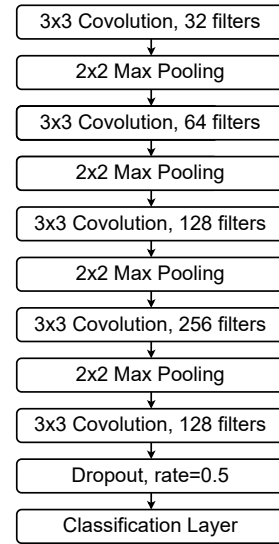 3x3 Covolution, 32 filters
2x2 Max Pooling
3x3 Covolution, 64 filters
2x2 Max Pooling
3x3 Covolution, 128 filters
2x2 Max Pooling
3x3 Covolution, 256 filters
2x2 Max Pooling
3x3 Covolution, 128 filters
Dropout, rate=0.5
Classification Layer